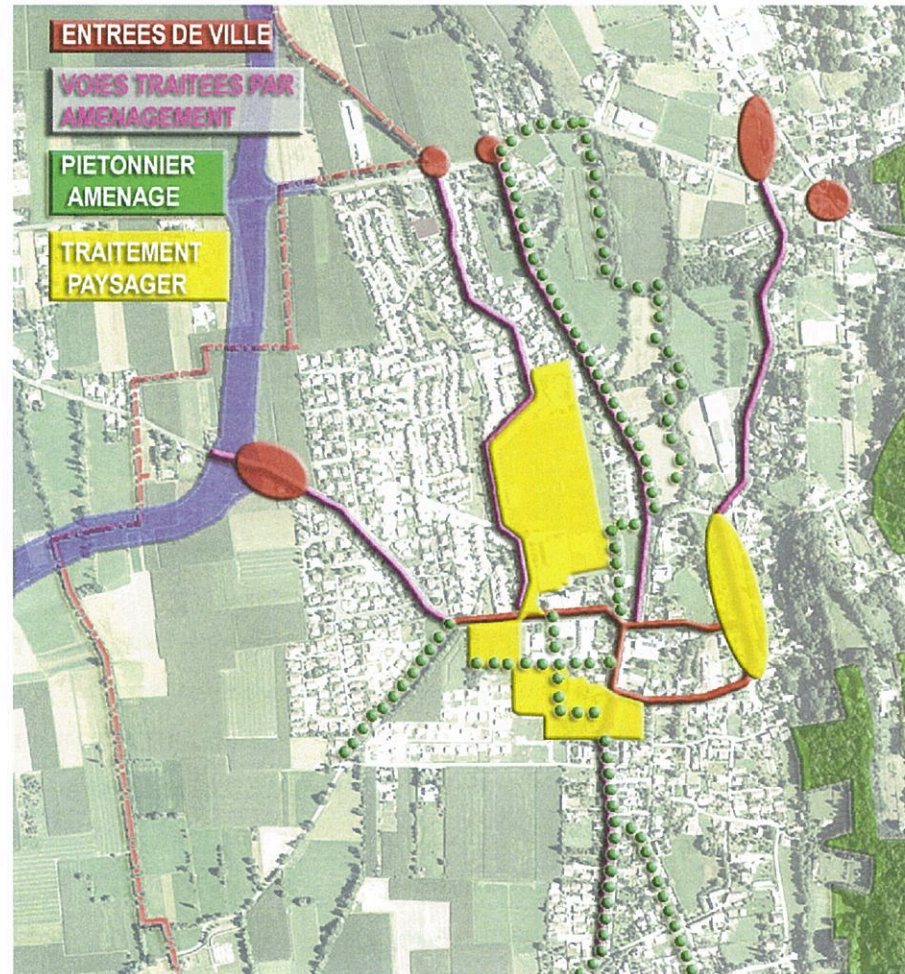 ENTREES DE VILLE
VOIES TRAITEES PAR
AMENAGEMENT
PIETONNIER
AMENAGE
TRAITEMENT
PAYSAGER